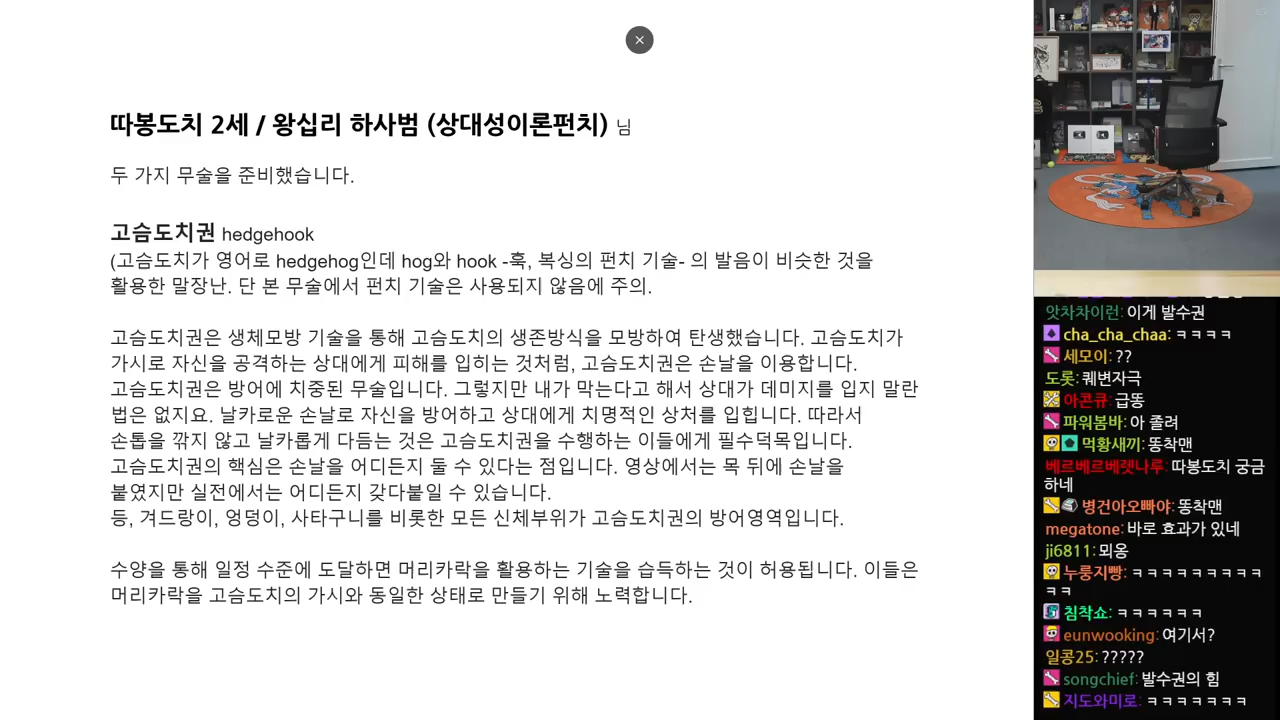 따봉도치 2세 / 왕십리 하사범 (상대성이론펀치) 님
두 가지 무술을 준비했습니다.
고슴도치권 hedgehook
(고슴도치가 영어로 hedgehog인데 hog와 hook -훅, 복싱의 펀치 기술- 의 발음이 비슷한 것을
활용한 말장난. 단 본 무술에서 펀치 기술은 사용되지 않음에 주의.
고슴도치권은 생체모방 기술을 통해 고슴도치의 생존방식을 모방하여 탄생했습니다. 고슴도치가
가시로 자신을 공격하는 상대에게 피해를 입히는 것처럼, 고슴도치권은 손날을 이용합니다.
고슴도치권은 방어에 치중된 무술입니다. 그렇지만 내가 막는다고 해서 상대가 데미지를 입지 말란
법은 없지요. 날카로운 손날로 자신을 방어하고 상대에게 치명적인 상처를 입힙니다. 따라서
손톱을 깎지 않고 날카롭게 다듬는 것은 고슴도치권을 수행하는 이들에게 필수덕목입니다.
고슴도치권의 핵심은 손날을 어디든지 둘 수 있다는 점입니다. 영상에서는 목 뒤에 손날을
붙였지만 실전에서는 어디든지 갖다붙일 수 있습니다.
등, 겨드랑이, 엉덩이, 사타구니를 비롯한 모든 신체부위가 고슴도치권의 방어영역입니다.
수양을 통해 일정 수준에 도달하면 머리카락을 활용하는 기술을 습득하는 것이 허용됩니다. 이들은
머리카락을 고슴도치의 가시와 동일한 상태로 만들기 위해 노력합니다.
앗차차이런: 이게 발수권
cha_cha_chaa: ㅋㅋㅋㅋ
세모이: ??
도롯: 퀘변자극
아콘큐: 급똥
파워봄바: 아 졸려
먹황새끼: 똥착맨
베르베르베렛나루: 따봉도치 궁금
하네
병건아오빠야: 똥착맨
megatone: 바로 효과가 있네
ji6811: 뫼옹
누룽지빵: ㅋㅋㅋㅋㅋㅋㅋㅋㅋ
ㅋㅋ
침착쇼: ㅋㅋㅋㅋㅋㅋ
eunwooking: 여기서?
일콩25: ?????
songchief: 발수권의 힘
지도와미로: ㅋㅋㅋㅋㅋㅋㅋ